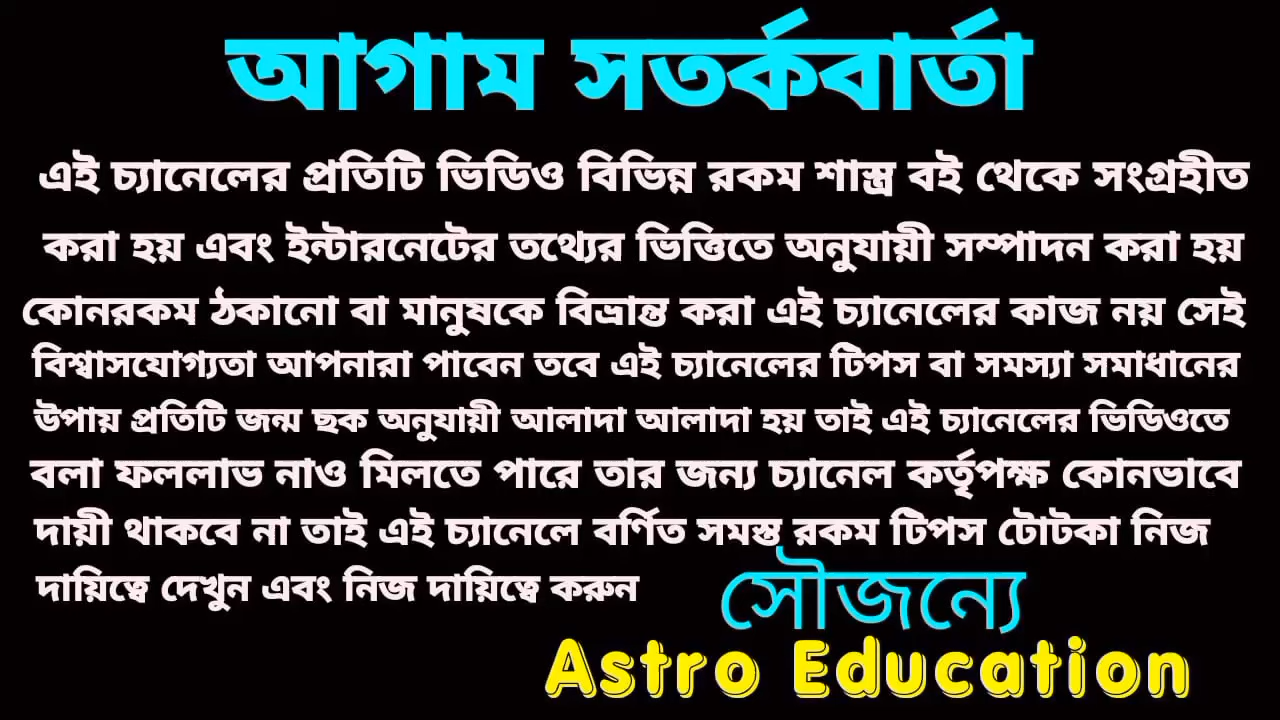 আগাম সতর্কবার্তা
এই চ্যানেলের প্রতিটি ভিডিও বিভিন্ন রকম শাস্ত্র বই থেকে সংগ্রহীত
করা হয় এবং ইন্টারনেটের তথ্যের ভিত্তিতে অনুযায়ী সম্পাদন করা হয়
কোনরকম ঠকানো বা মানুষকে বিভ্রান্ত করা এই চ্যানেলের কাজ নয় সেই
বিশ্বাসযোগ্যতা আপনারা পাবেন তবে এই চ্যানেলের টিপস বা সমস্যা সমাধানের
উপায় প্রতিটি জন্ম ছক অনুযায়ী আলাদা আলাদা হয় তাই এই চ্যানেলের ভিডিওতে
বলা ফললাভ নাও মিলতে পারে তার জন্য চ্যানেল কর্তৃপক্ষ কোনভাবে
দায়ী থাকবে না তাই এই চ্যানেলে বর্ণিত সমস্ত রকম টিপস টোটকা নিজ
দায়িত্বে দেখুন এবং নিজ দায়িত্বে করুন
সৌজন্যে
Astro Education